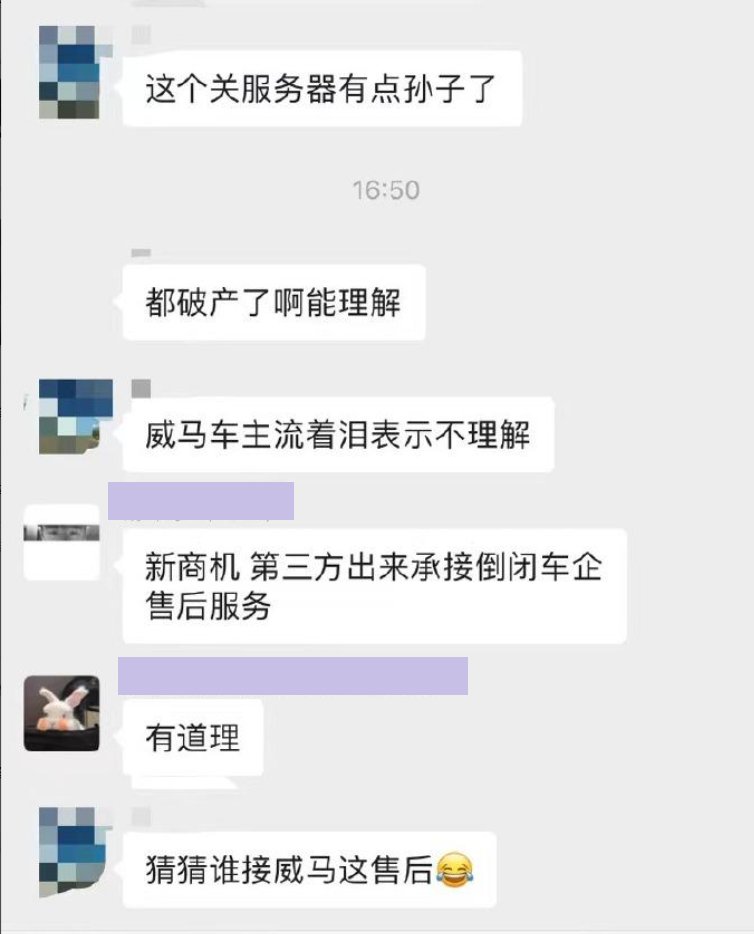 这个关服务器有点孙子了
16:50
都破产了啊能理解
威马车主流着泪表示不理解
新商机 第三方出来承接倒闭车企
售后服务
有道理
猜猜谁接威马这售后😂